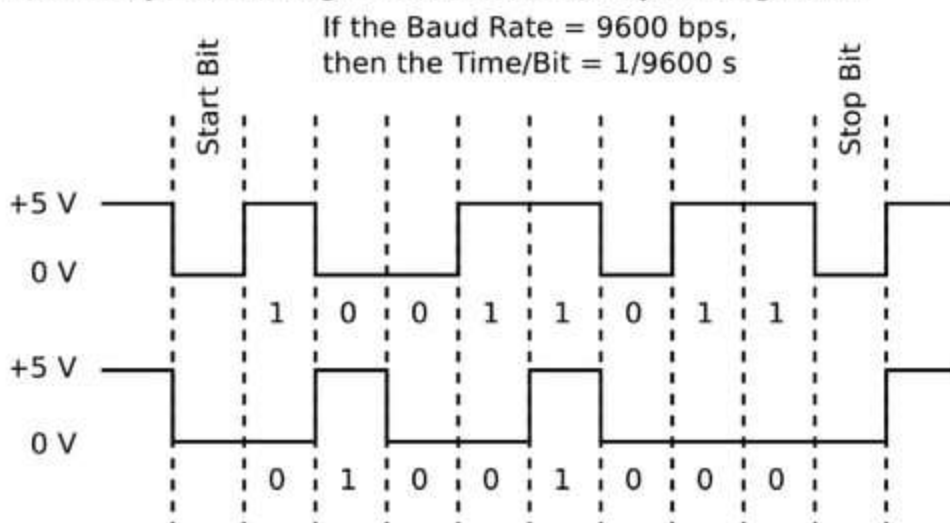 If the Baud Rate = 9600 bps,
then the Time/Bit = 1/9600 s
Start Bit
Stop Bit
+5 V
0 V
1 0 0 1 1 0 1 1
+5 V
0 V
0 1 0 0 1 0 0 0